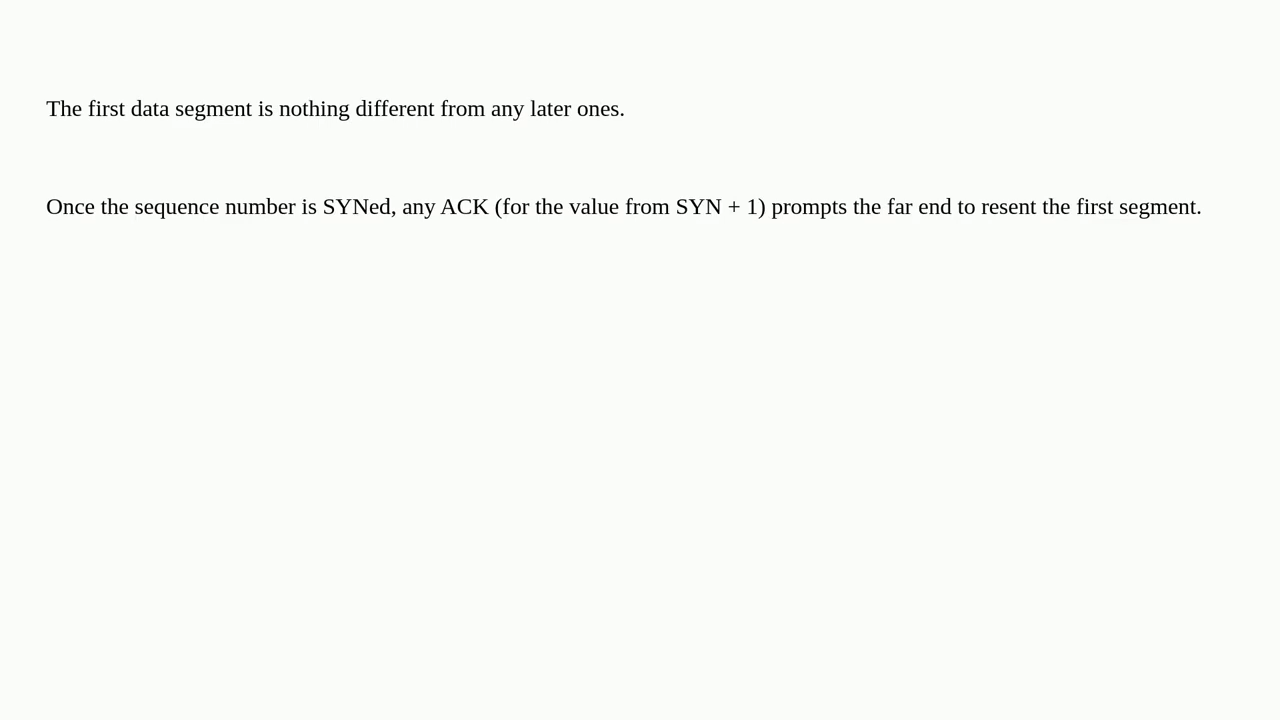 The first data segment is nothing different from any later ones.
Once the sequence number is SYNed, any ACK (for the value from SYN + 1) prompts the far end to resent the first segment.